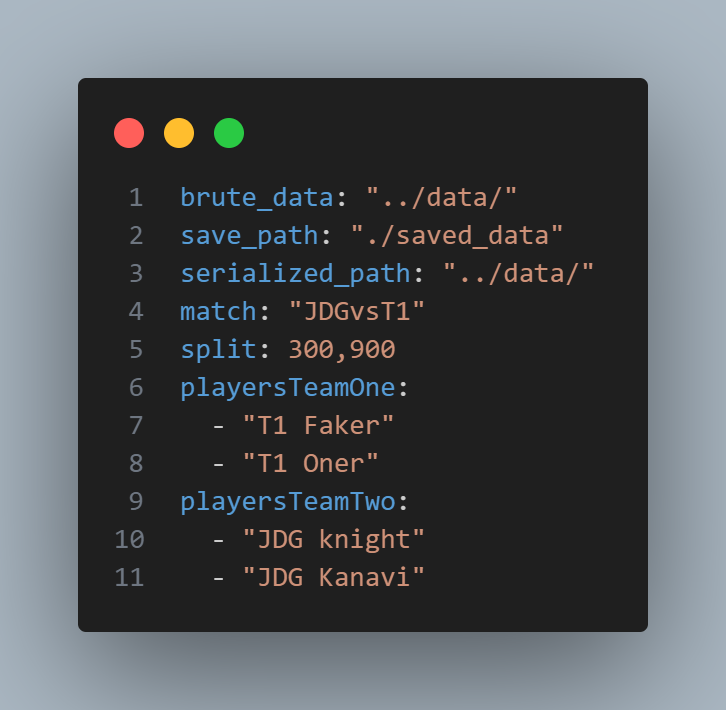 1 brute_data: "../data/"
2 save_path: "./saved_data"
3 serialized_path: "../data/"
4 match: "JDGvsT1"
5 split: 300,900
6 playersTeamOne:
7   - "T1 Faker"
8   - "T1 Oner"
9 playersTeamTwo:
10   - "JDG knight"
11   - "JDG Kanavi"